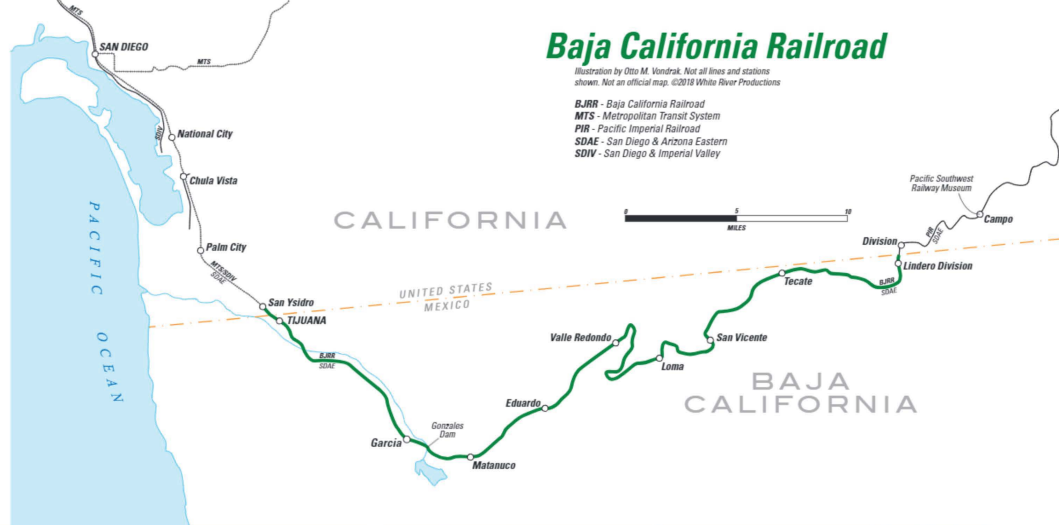 MTS
SAN DIEGO
MTS
Baja California Railroad
Illustration by Otto M. Vondrak. Not all lines and stations
shown. Not an official map. ©2018 White River Productions
BJRR - Baja California Railroad
MTS - Metropolitan Transit System
PIR - Pacific Imperial Railroad
SDAE - San Diego & Arizona Eastern
SDIV - San Diego & Imperial Valley
SDIV
National City
Chula Vista
Pacific Southwest
Railway Museum
CALIFORNIA
0 5 10
MILES
Campo
PIR
SDAE
PACIFIC OCEAN
Palm City
Division
MTS/SDIV
SDAE
Lindero Division
Tecate
BJRR
SDAE
UNITED STATES
MEXICO
San Ysidro
TIJUANA
Valle Redondo
San Vicente
BJRR
SDAE
Loma
BAJA
CALIFORNIA
Eduardo
Garcia
Gonzales
Dam
Matanuco